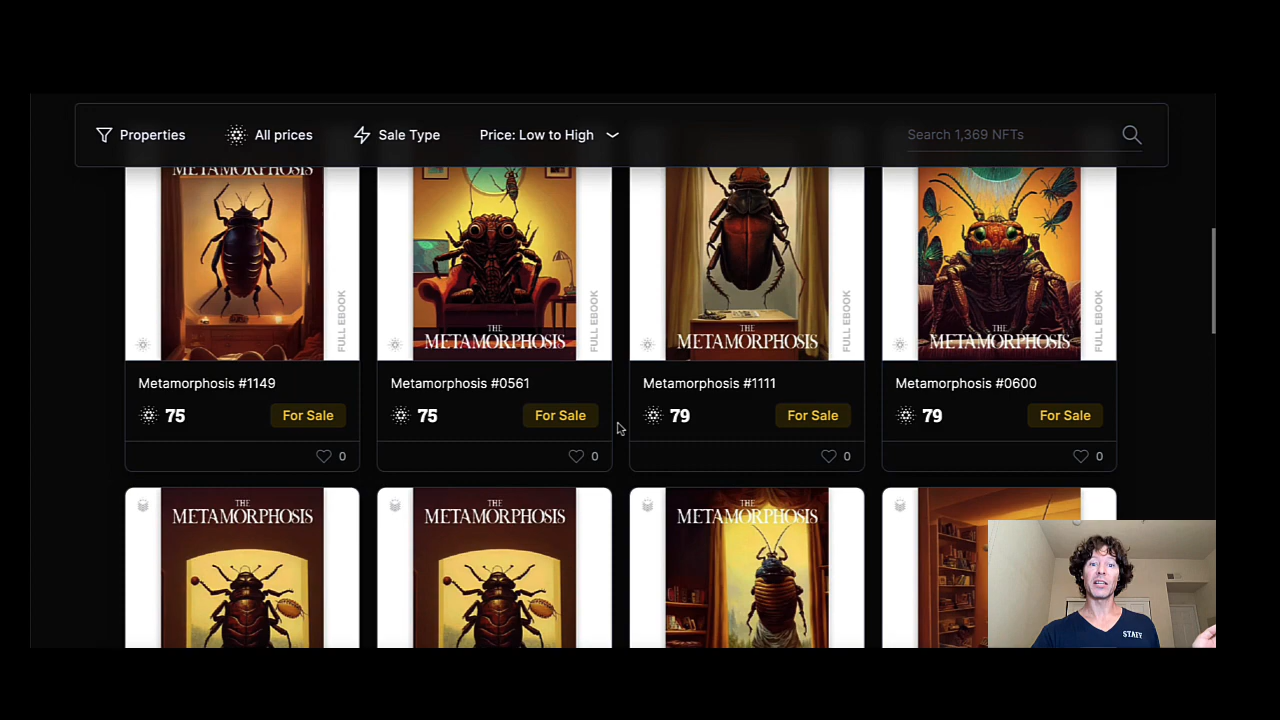 Properties
All prices
Sale Type
Price: Low to High
Search 1,369 NFTs
METAMORPHOSIS
FULL EBOOK
THE
METAMORPHOSIS
FULL EBOOK
THE
METAMORPHOSIS
FULL EBOOK
THE
METAMORPHOSIS
FULL EBOOK
Metamorphosis #1149
75
For Sale
0
Metamorphosis #0561
75
For Sale
0
Metamorphosis #1111
79
For Sale
0
Metamorphosis #0600
79
For Sale
0
THE
METAMORPHOSIS
THE
METAMORPHOSIS
THE
METAMORPHOSIS
STAFF